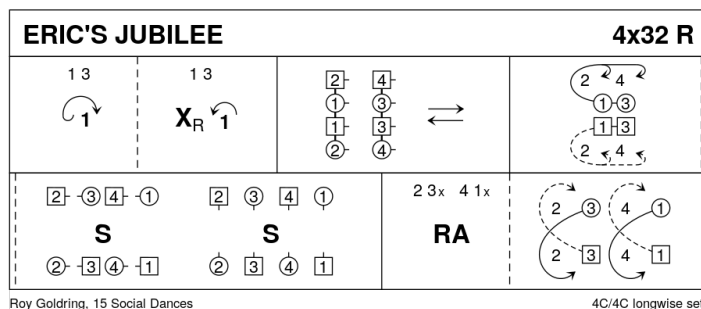 ERIC'S JUBILEE 4x32 R
1 3 1 3
1 X R 1
2 4
1 3
1 3
2 4
2 4
1 3
1 3
2 4
2 3 4 1 2 3 4 1
S S
2 3 4 1 2 3 4 1
2 3x 4 1x
RA
2 3 4 1
3 1
Roy Goldring, 15 Social Dances 4C/4C longwise set